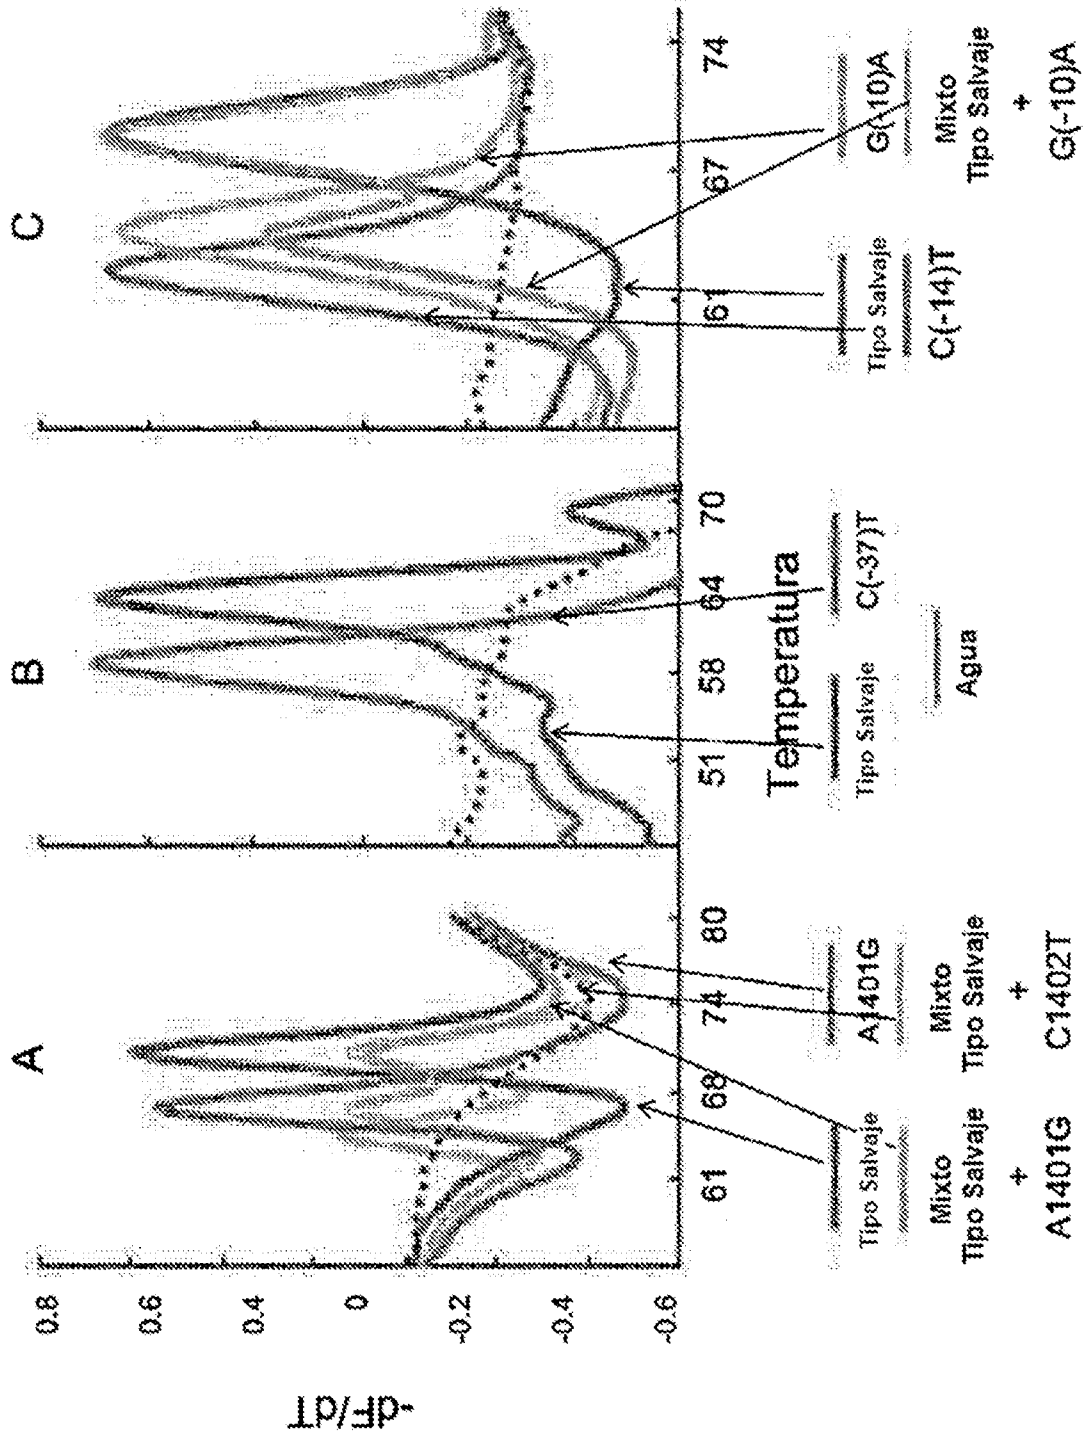 A
B
C
-dF/dT
0.8
0.6
0.4
0
-0.2
-0.4
-0.6
61
68
74
80
51
58
64
70
61
67
74
Temperatura
Tipo Salvaje
Mixto
Tipo Salvaje
+
A1401G
A1401G
Mixto
Tipo Salvaje
+
C1402T
Tipo Salvaje
C(-37)T
Agua
Tipo Salvaje
C(-14)T
G(-10)A
Mixto
Tipo Salvaje
+
G(-10)A